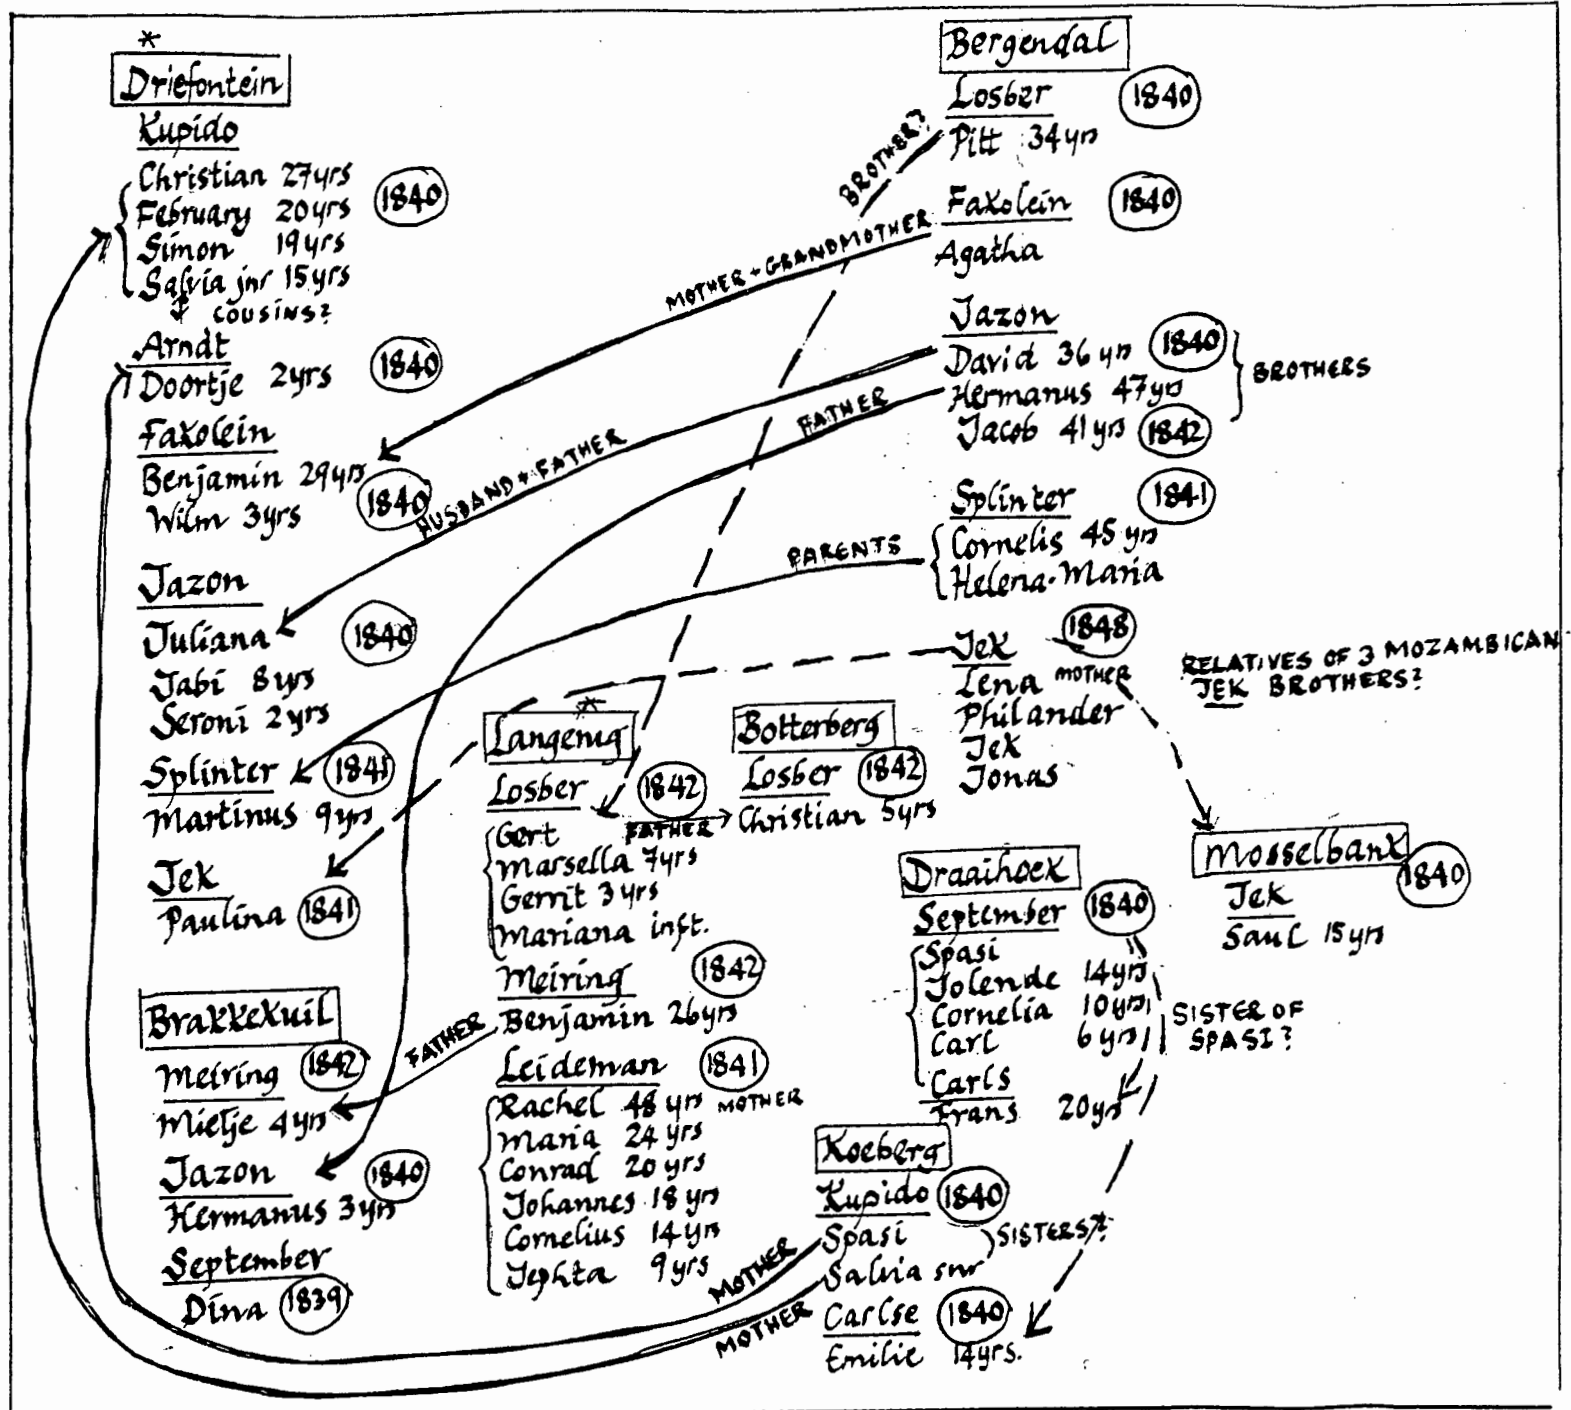 *
Driefontein
Kupido
Christian 27yrs
February 20yrs 1840
Simon 19yrs
Salvia jnr 15yrs
COUSINS?
Arndt
Doortje 2yrs 1840
Faxolein
Benjamin 29yrs
Wilm 3yrs 1840
Jazon
Juliana 1840
Jabi 8yrs
Seroni 2yrs
Splinter 1841
Martinus 9yrs
Jek
Paulina 1841
Brakkekuil
Meiring 1842
Mietje 4yrs
Jazon 1840
Hermanus 3yrs
September
Dina 1839
BROTHER?
MOTHER + GRANDMOTHER
HUSBAND + FATHER
FATHER
PARENTS
*
Langerug
Losber 1842
Gert
Marsella 7yrs
Gerrit 3yrs
Mariana inft.
FATHER
Meiring 1842
Benjamin 26yrs
FATHER
Leideman 1841
Rachel 48yrs MOTHER
Maria 24yrs
Conrad 20yrs
Johannes 18yrs
Cornelius 14yrs
Jephta 9yrs
MOTHER
MOTHER
Botterberg
Losber 1842
Christian 5yrs
Bergendal
Losber 1840
Pitt 34yrs
Faxolein 1840
Agatha
Jazon
David 36yrs 1840
Hermanus 47yrs
Jacob 41yrs 1842
BROTHERS
Splinter 1841
Cornelis 45yrs
Helena-Maria
Jek 1848
Lena MOTHER
Philander
Jek
Jonas
RELATIVES OF 3 MOZAMBICAN
JEK BROTHERS?
Draaihoek
September 1840
Spasi
Jolende 14yrs
Cornelia 10yrs
Carl 6yrs
SISTER OF
SPASI?
Carls
Frans 20yrs
Mosselbank
Jek 1840
Saul 15yrs
Koeberg
Kupido 1840
Spasi
Salvia snr
SISTERS?
Carlse 1840
Emilie 14yrs.